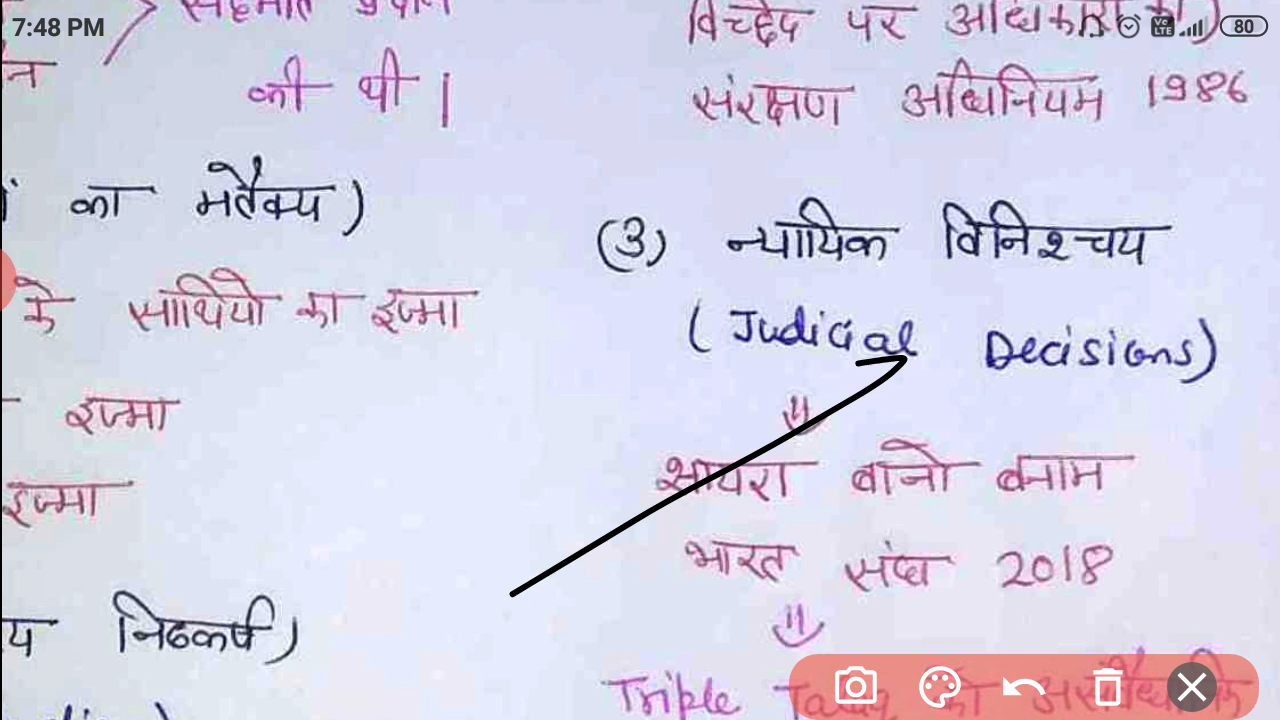 7:48 PM
80
की थी |
न
का मतैक्य)
के साथियो का इज्मा
इज्मा
इज्मा
य निष्कर्ष)
विच्छेद पर
संरक्षण अधिनियम 1986
(3) न्यायिक विनिश्चय
(Judicial Decisions)
शायरा बानो बनाम
भारत संघ 2018
Triple